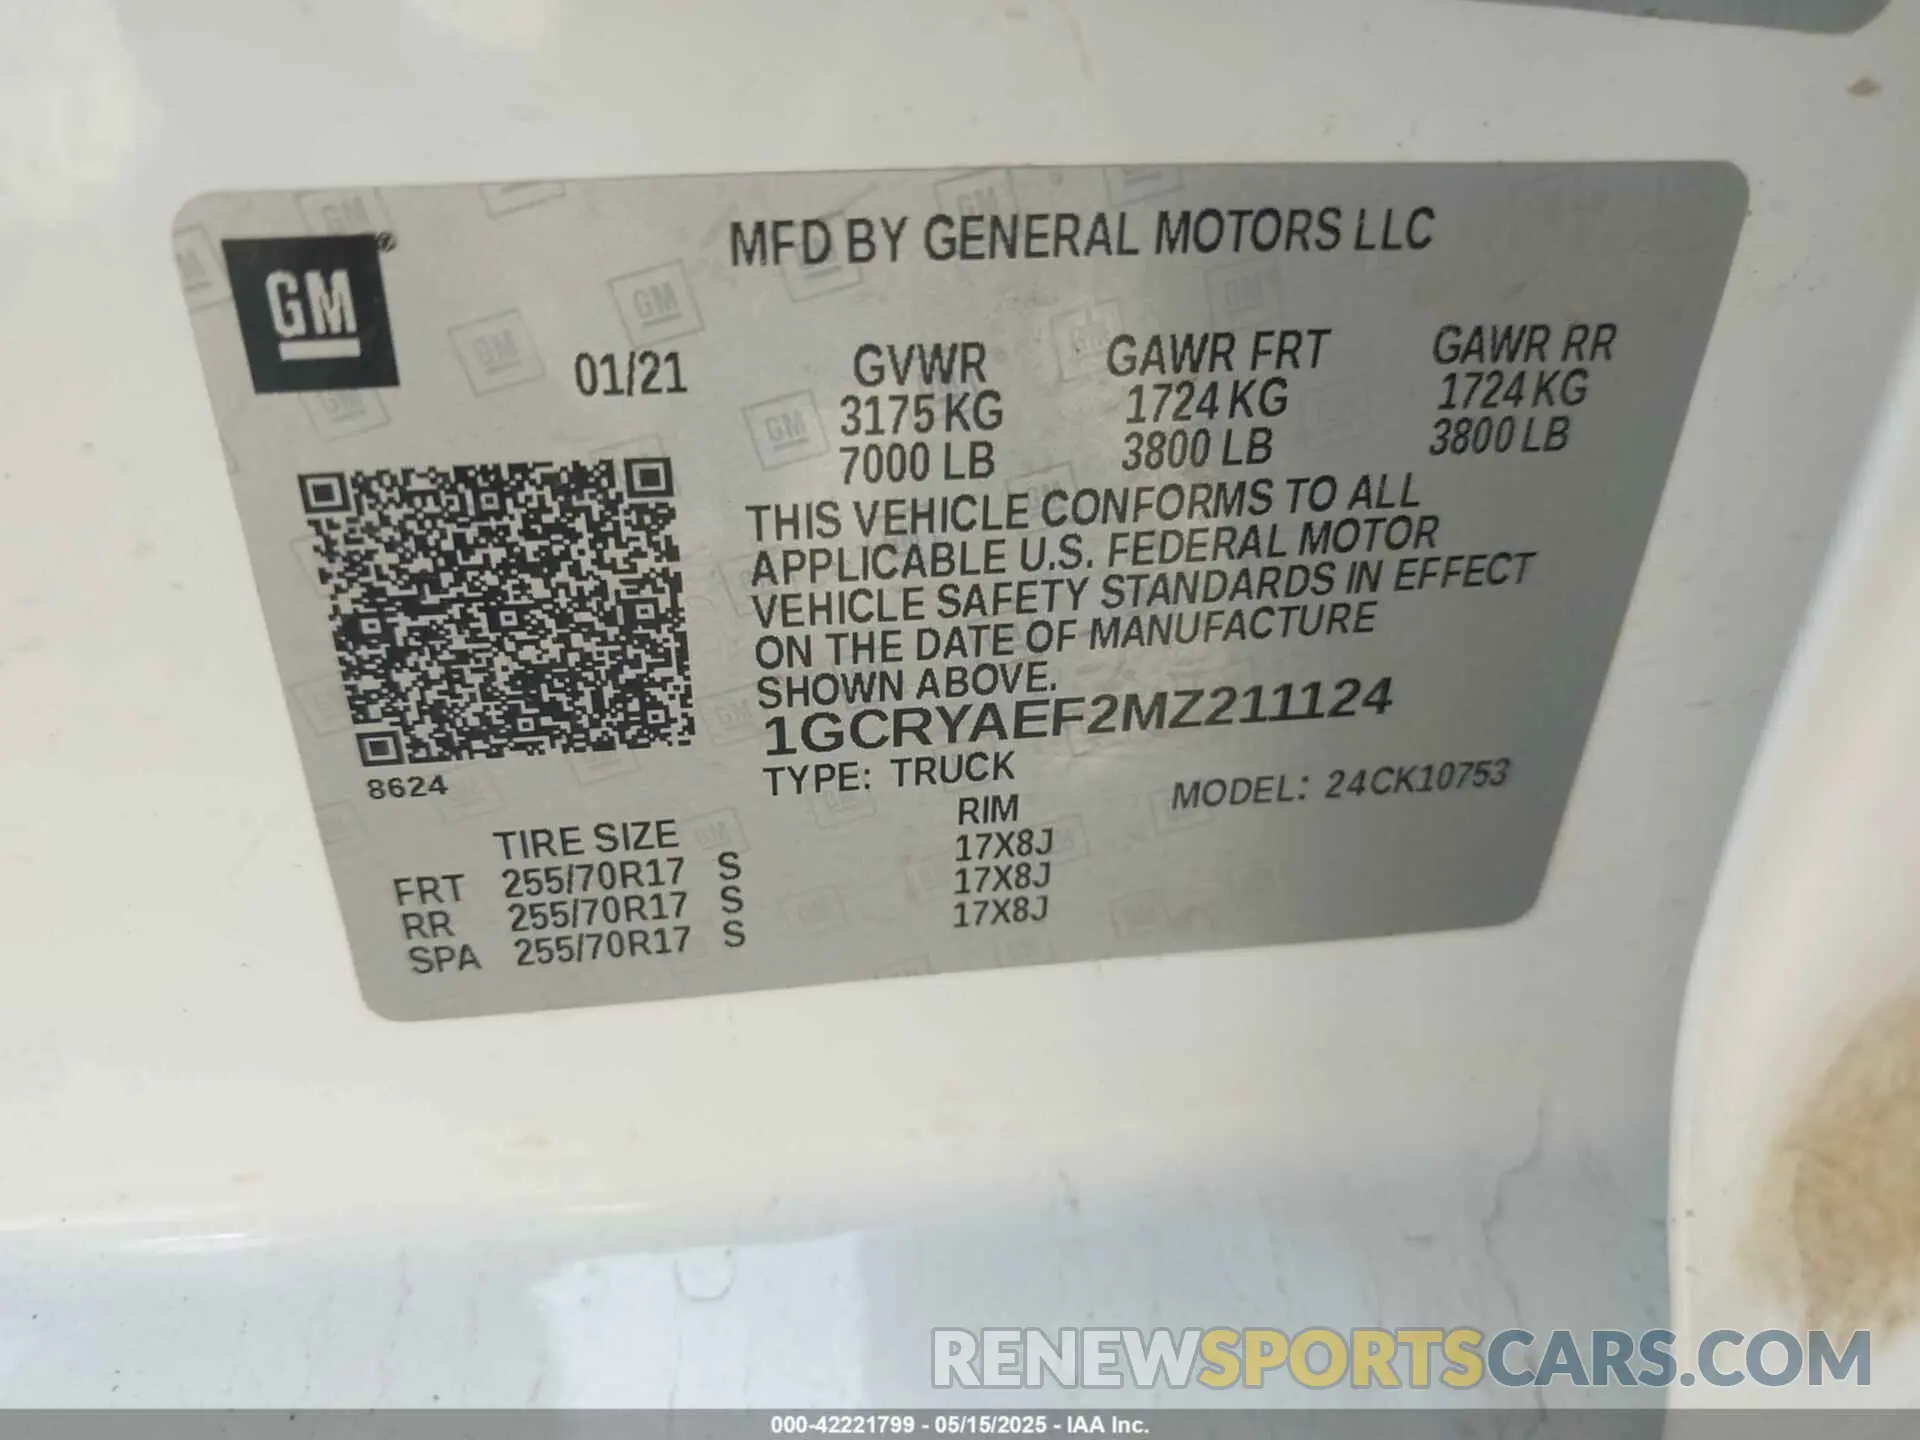 MFD BY GENERAL MOTORS LLC
GM®
01/21
GVWR GAWR FRT GAWR RR
3175 KG 1724 KG 1724 KG
7000 LB 3800 LB 3800 LB
THIS VEHICLE CONFORMS TO ALL
APPLICABLE U.S. FEDERAL MOTOR
VEHICLE SAFETY STANDARDS IN EFFECT
ON THE DATE OF MANUFACTURE
SHOWN ABOVE.
1GCRYAEF2MZ211124
8624
TYPE: TRUCK MODEL: 24CK10753
TIRE SIZE RIM
FRT 255/70R17 S 17X8J
RR 255/70R17 S 17X8J
SPA 255/70R17 S 17X8J
RENEWSPORTSCARS.COM
000-42221799 - 05/15/2025 - IAA Inc.